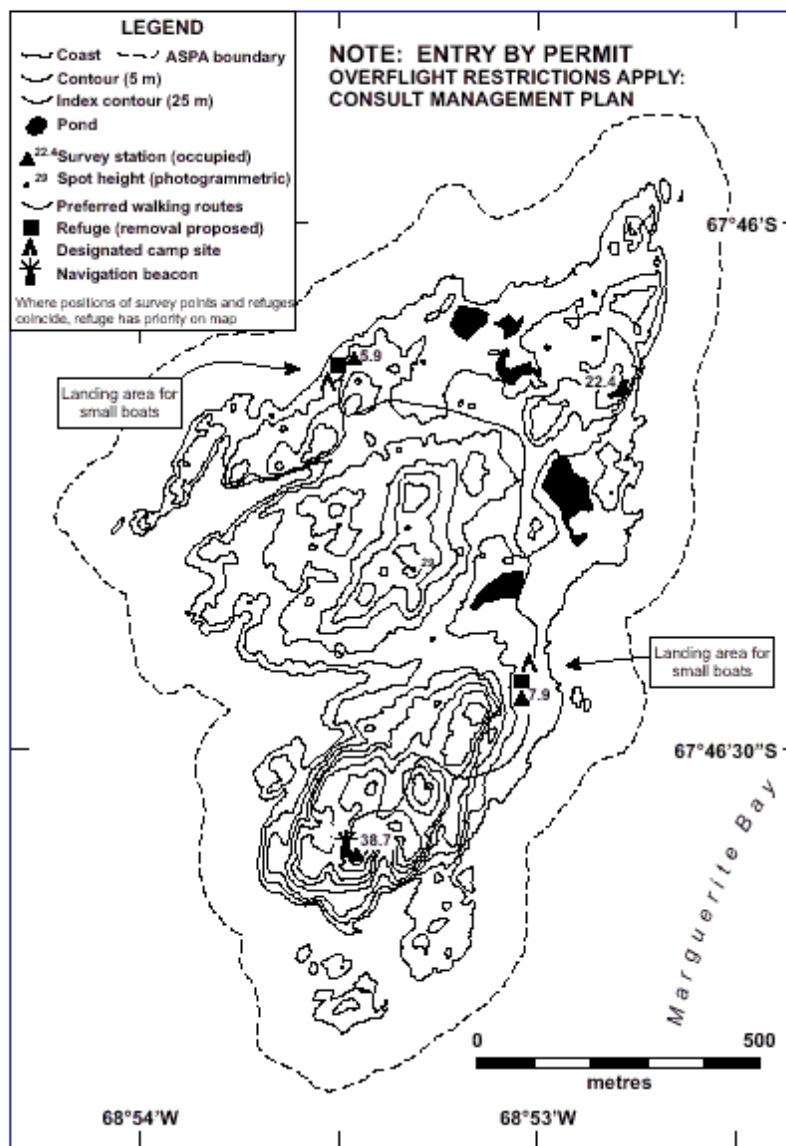 LEGEND
Coast ASPA boundary
Contour (5 m)
Index contour (25 m)
Pond
22.4 Survey station (occupied)
29 Spot height (photogrammetric)
Preferred walking routes
Refuge (removal proposed)
Designated camp site
Navigation beacon
Where positions of survey points and refuges
coincide, refuge has priority on map
NOTE: ENTRY BY PERMIT
OVERFLIGHT RESTRICTIONS APPLY:
CONSULT MANAGEMENT PLAN
67°46'S
5.9
22.4
Landing area for
small boats
29
Landing area for
small boats
7.9
67°46'30"S
38.7
Marguerite Bay
0 500
metres
68°54'W 68°53'W